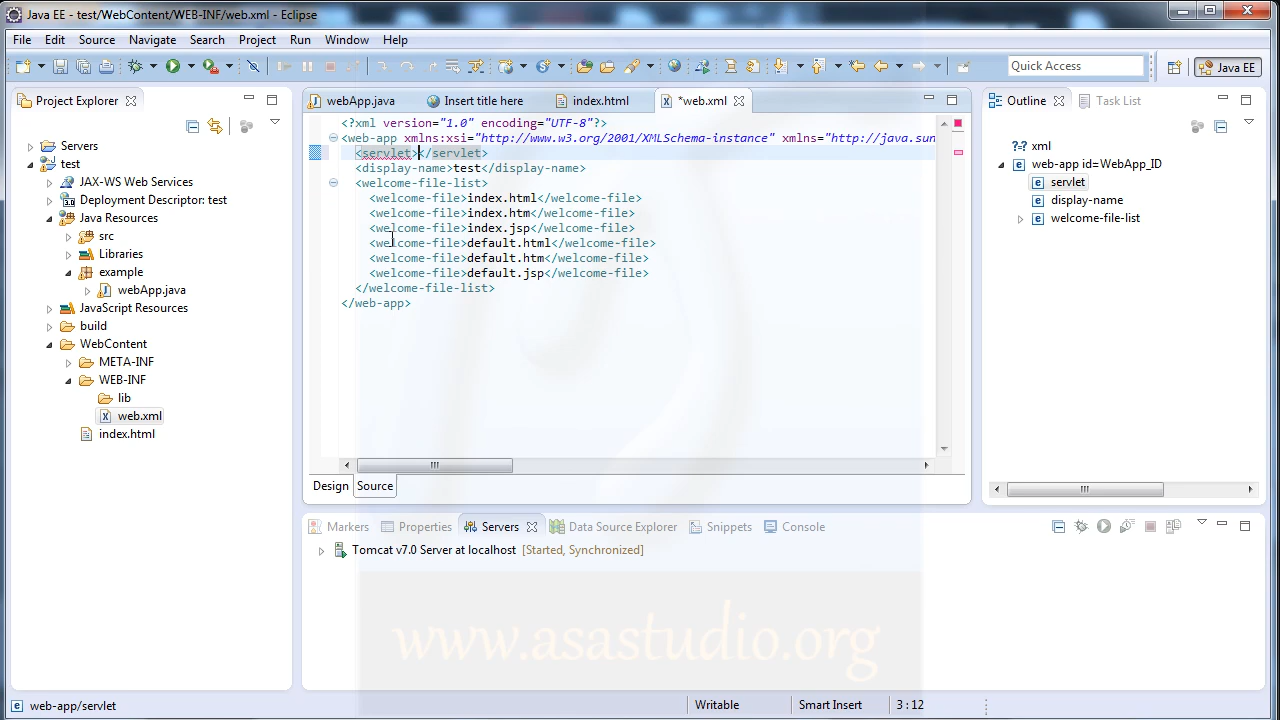 Java EE - test/WebContent/WEB-INF/web.xml - Eclipse
File Edit Source Navigate Search Project Run Window Help
Quick Access
Java EE
Project Explorer
Servers
test
JAX-WS Web Services
Deployment Descriptor: test
Java Resources
src
Libraries
example
webApp.java
JavaScript Resources
build
WebContent
META-INF
WEB-INF
lib
web.xml
index.html
webApp.java Insert title here index.html *web.xml
<?xml version="1.0" encoding="UTF-8"?>
<web-app xmlns:xsi="http://www.w3.org/2001/XMLSchema-instance" xmlns="http://java.sun
<servlet></servlet>
<display-name>test</display-name>
<welcome-file-list>
<welcome-file>index.html</welcome-file>
<welcome-file>index.htm</welcome-file>
<welcome-file>index.jsp</welcome-file>
<welcome-file>default.html</welcome-file>
<welcome-file>default.htm</welcome-file>
<welcome-file>default.jsp</welcome-file>
</welcome-file-list>
</web-app>
Design Source
Outline Task List
?=? xml
web-app id=WebApp_ID
servlet
display-name
welcome-file-list
Markers Properties Servers Data Source Explorer Snippets Console
Tomcat v7.0 Server at localhost [Started, Synchronized]
www.asastudio.org
web-app/servlet
Writable
Smart Insert
3:12